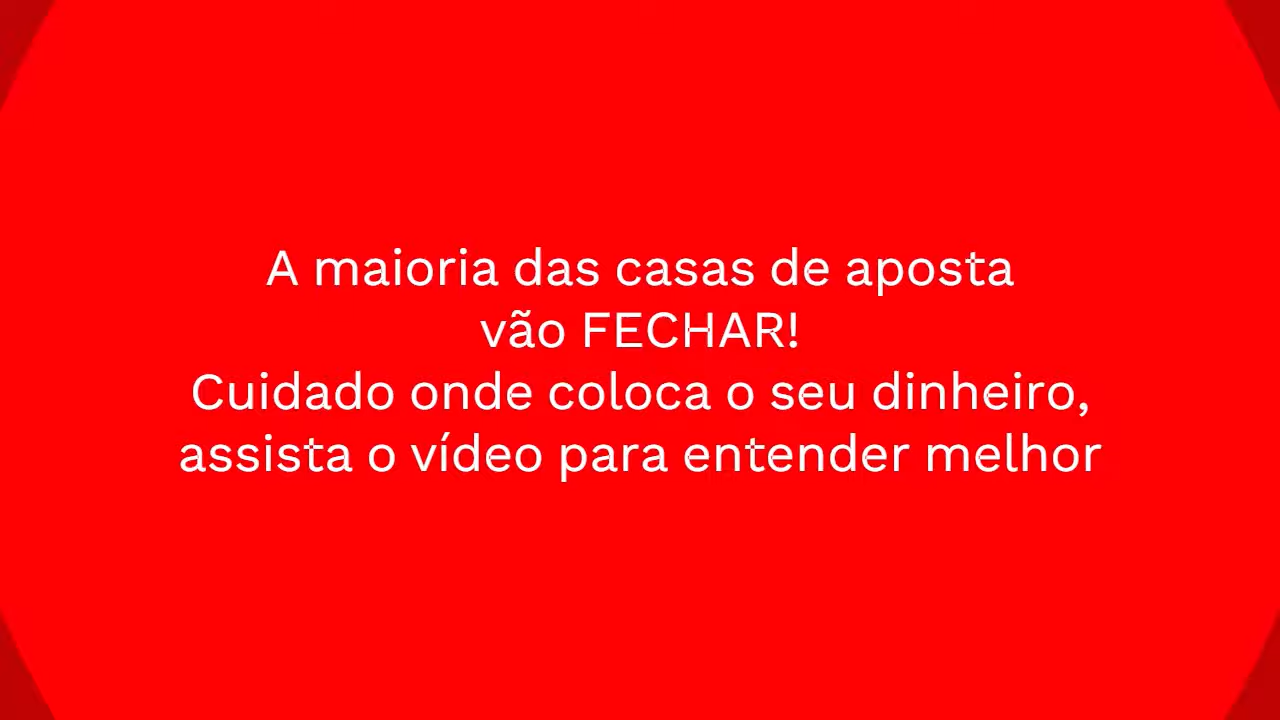 A maioria das casas de aposta
vão FECHAR!
Cuidado onde coloca o seu dinheiro,
assista o vídeo para entender melhor